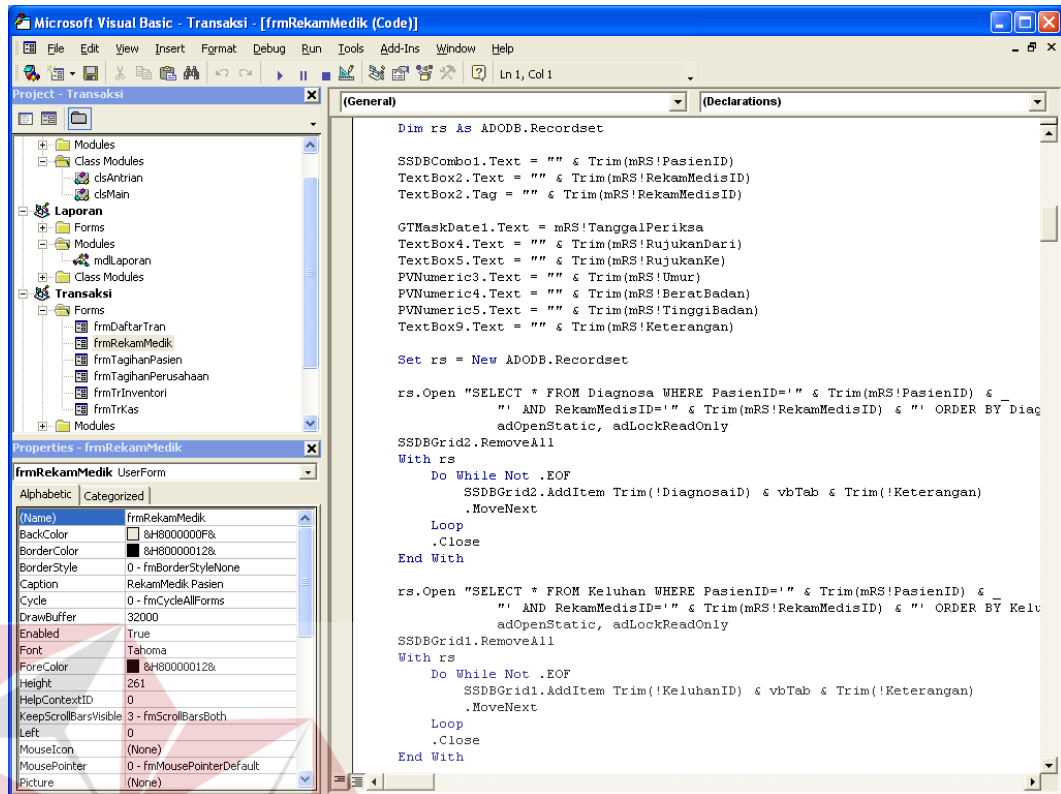 Microsoft Visual Basic - Transaksi - [frmRekamMedik (Code)]
File Edit View Insert Format Debug Run Tools Add-Ins Window Help
Ln 1, Col 1
Project - Transaksi
Modules
Class Modules
clsAntrian
clsMain
Laporan
Forms
Modules
mdlLaporan
Class Modules
Transaksi
Forms
frmDaftarTran
frmRekamMedik
frmTagihanPasien
frmTagihanPerusahaan
frmTrInventori
frmTrKas
Modules
Properties - frmRekamMedik
frmRekamMedik UserForm
Alphabetic Categorized
(Name) frmRekamMedik
BackColor &H8000000F&
BorderColor &H80000012&
BorderStyle 0 - fmBorderStyleNone
Caption RekamMedik Pasien
Cycle 0 - fmCycleAllForms
DrawBuffer 32000
Enabled True
Font Tahoma
ForeColor &H80000012&
Height 261
HelpContextID 0
KeepScrollBarsVisible 3 - fmScrollBarsBoth
Left 0
MouseIcon (None)
MousePointer 0 - fmMousePointerDefault
Picture (None)
(General) (Declarations)
Dim rs As ADODB.Recordset
SSDBCombo1.Text = "" & Trim(mRS!PasienID)
TextBox2.Text = "" & Trim(mRS!RekamMedisID)
TextBox2.Tag = "" & Trim(mRS!RekamMedisID)
GTMaskDate1.Text = mRS!TanggalPeriksa
TextBox4.Text = "" & Trim(mRS!RujukanDari)
TextBox5.Text = "" & Trim(mRS!RujukanKe)
PVNumeric3.Text = "" & Trim(mRS!Umur)
PVNumeric4.Text = "" & Trim(mRS!BeratBadan)
PVNumeric5.Text = "" & Trim(mRS!TinggiBadan)
TextBox9.Text = "" & Trim(mRS!Keterangan)
Set rs = New ADODB.Recordset
rs.Open "SELECT * FROM Diagnosa WHERE PasienID='" & Trim(mRS!PasienID) & _
"' AND RekamMedisID='" & Trim(mRS!RekamMedisID) & "' ORDER BY Diag
adOpenStatic, adLockReadOnly
SSDBGrid2.RemoveAll
With rs
Do While Not .EOF
SSDBGrid2.AddItem Trim(!DiagnosaiD) & vbTab & Trim(!Keterangan)
.MoveNext
Loop
.Close
End With
rs.Open "SELECT * FROM Keluhan WHERE PasienID='" & Trim(mRS!PasienID) & _
"' AND RekamMedisID='" & Trim(mRS!RekamMedisID) & "' ORDER BY Kelu
adOpenStatic, adLockReadOnly
SSDBGrid1.RemoveAll
With rs
Do While Not .EOF
SSDBGrid1.AddItem Trim(!KeluhanID) & vbTab & Trim(!Keterangan)
.MoveNext
Loop
.Close
End With